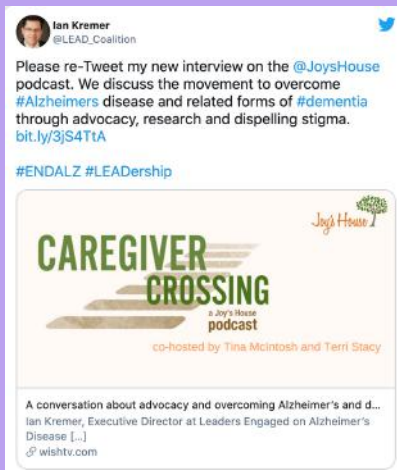 Ian Kremer
@LEAD_Coalition
Please re-Tweet my new interview on the @JoysHouse
podcast. We discuss the movement to overcome
#Alzheimers disease and related forms of #dementia
through advocacy, research and dispelling stigma.
bit.ly/3jS4TtA
#ENDALZ #LEADership
Joy's House
CAREGIVER
CROSSING
a Joy's House
podcast
co-hosted by Tina McIntosh and Terri Stacy
A conversation about advocacy and overcoming Alzheimer's and d...
Ian Kremer, Executive Director at Leaders Engaged on Alzheimer's
Disease [...]
wishtv.com